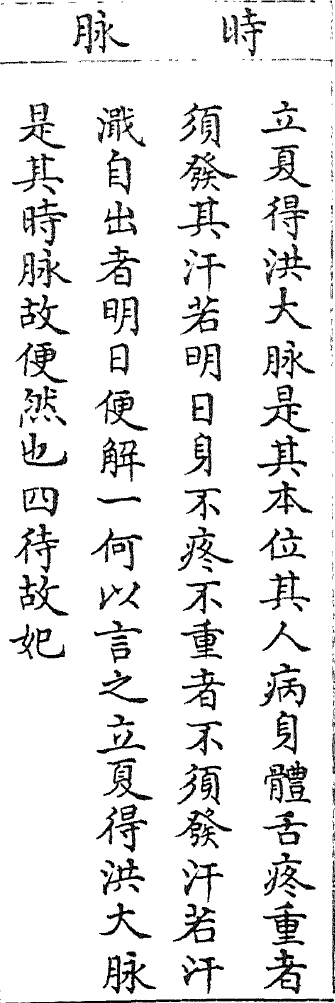 時脉
立夏得洪大脉是其本位其人病身體舌疼重者
須發其汗若明日身不疼不重者不須發汗若汗
濈自出者明日便解一何以言之立夏得洪大脉
是其時脉故使然也四待故妃